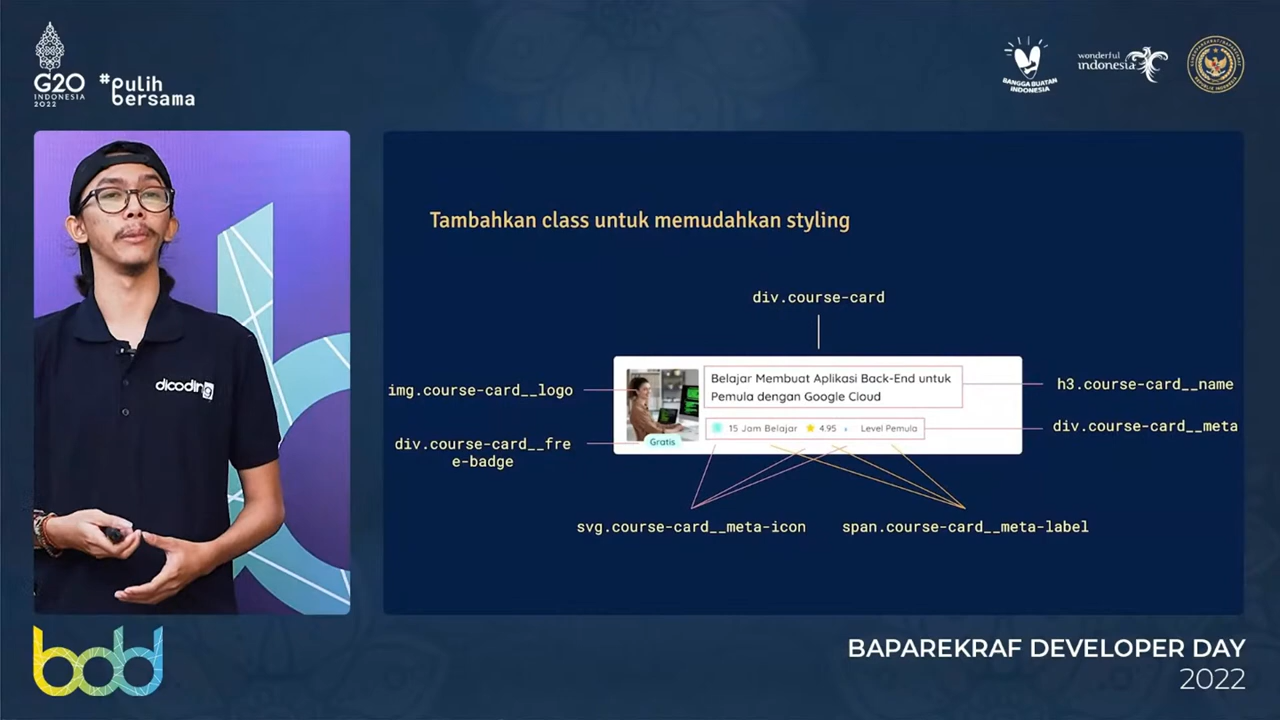 G20
INDONESIA
2022
#pulih
bersama
BANGGA BUATAN
INDONESIA
wonderful
indonesia
dicoding
Tambahkan class untuk memudahkan styling
div.course-card
img.course-card__logo
Belajar Membuat Aplikasi Back-End untuk
Pemula dengan Google Cloud
h3.course-card__name
15 Jam Belajar
4.95
Level Pemula
div.course-card__meta
Gratis
div.course-card__fre
e-badge
svg.course-card__meta-icon
span.course-card__meta-label
bdd
BAPAREKRAF DEVELOPER DAY
2022